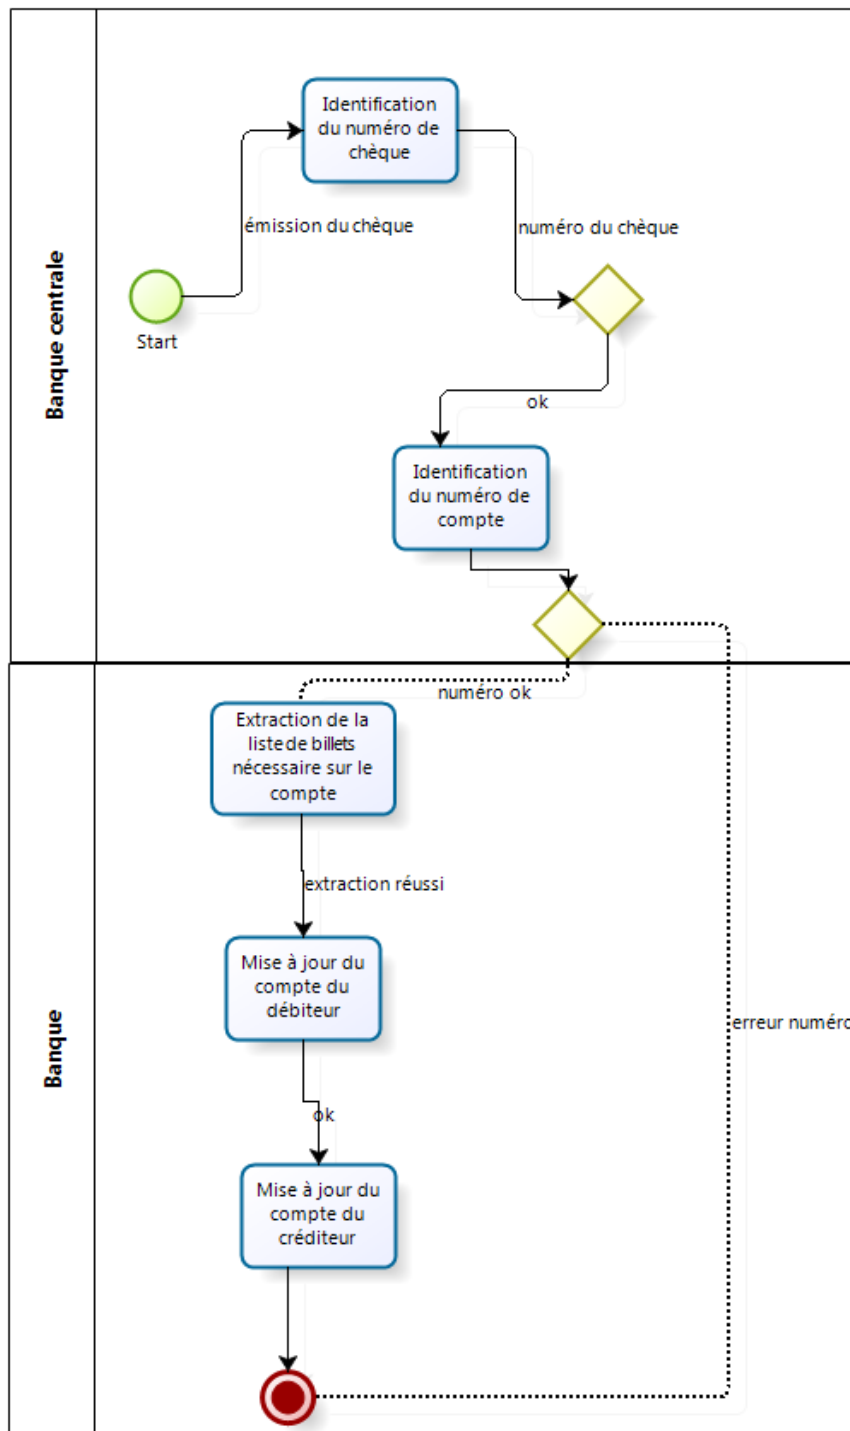 Banque centrale
Identification
du numéro de
chèque
émission du chèque
numéro du chèque
Start
ok
Identification
du numéro de
compte
numéro ok
Banque
Extraction de la
liste de billets
nécessaire sur le
compte
extraction réussi
Mise à jour du
compte du
débiteur
erreur numéro
ok
Mise à jour du
compte du
créditeur